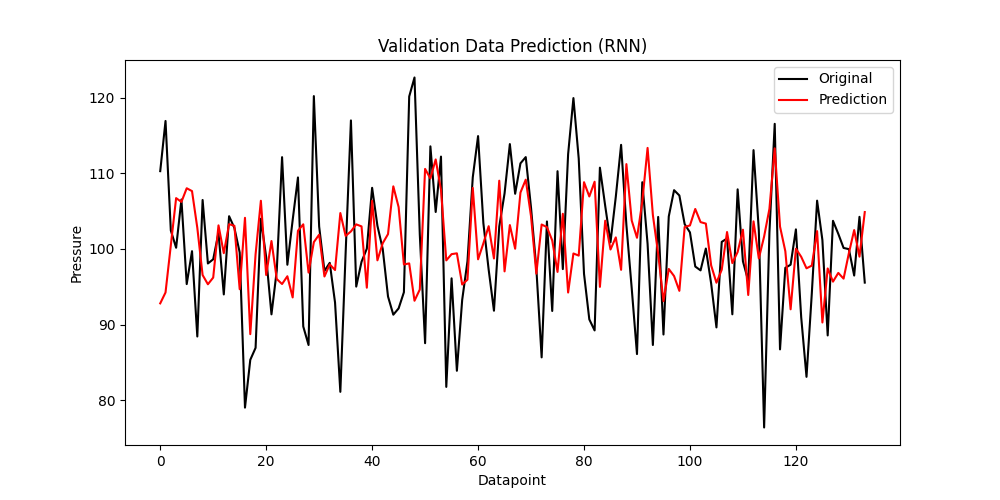 Validation Data Prediction (RNN)
Original
Prediction
Pressure
120
110
100
90
80
0 20 40 60 80 100 120
Datapoint